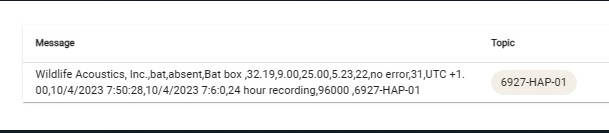 Message Topic
Wildlife Acoustics, Inc.,bat,absent,Bat box ,32.19,9.00,25.00,5.23,22,no error,31,UTC +1.
00,10/4/2023 7:50:28,10/4/2023 7:6:0,24 hour recording,96000 ,6927-HAP-01
6927-HAP-01